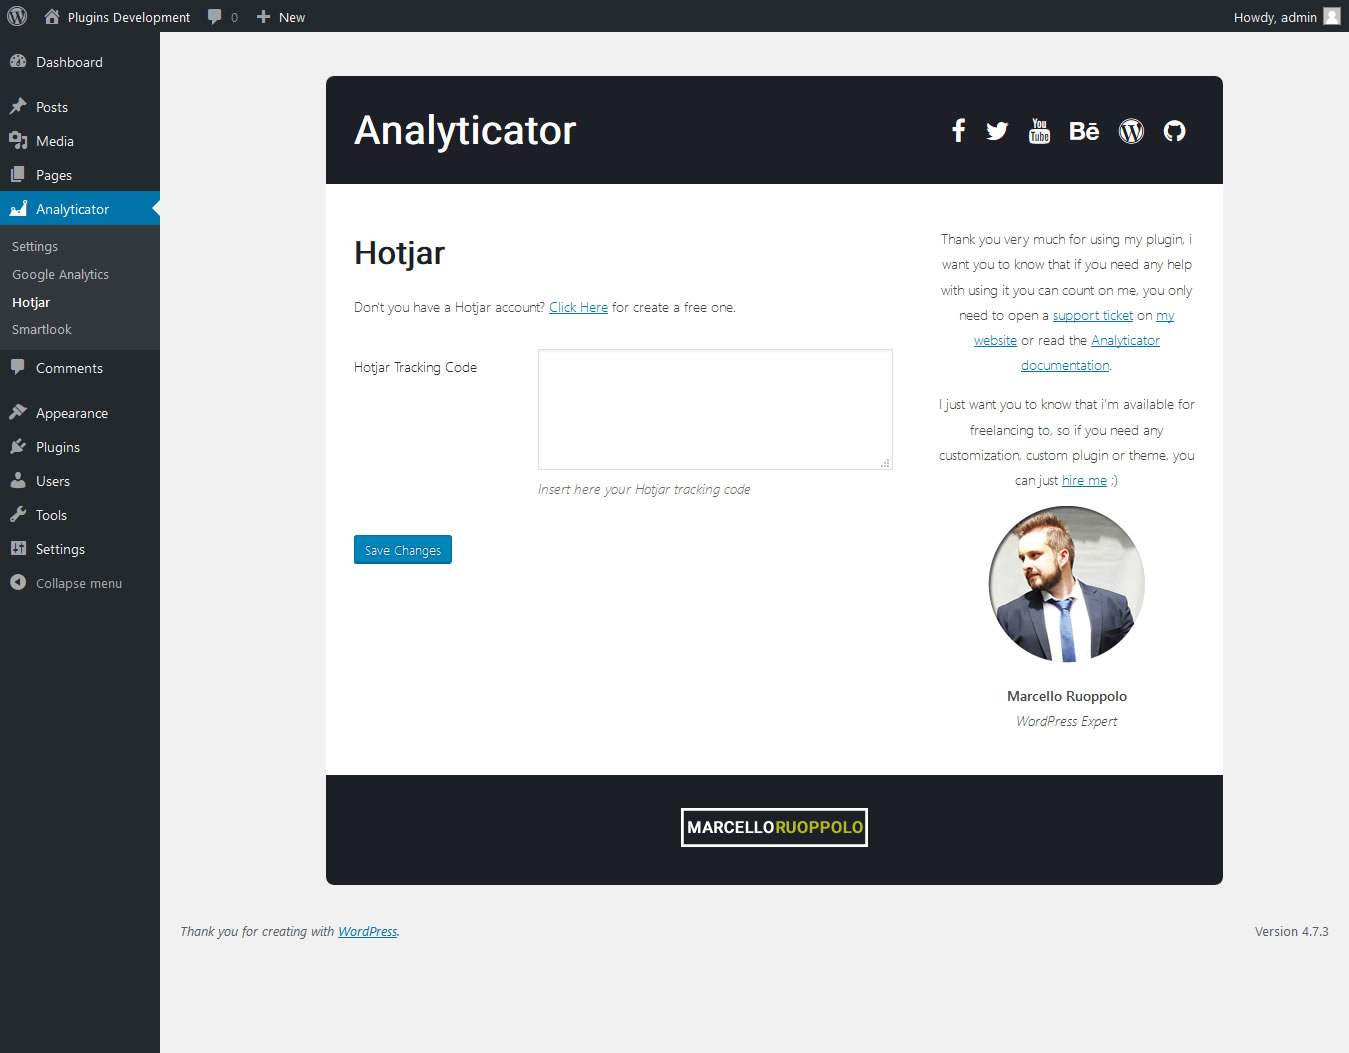 Plugins Development 0 New Howdy, admin
Dashboard
Posts
Media
Pages
Analyticator
Settings
Google Analytics
Hotjar
Smartlook
Comments
Appearance
Plugins
Users
Tools
Settings
Collapse menu
Analyticator
You
Tube
Bē
Hotjar
Don't you have a Hotjar account? Click Here for create a free one.
Hotjar Tracking Code
Insert here your Hotjar tracking code
Save Changes
Thank you very much for using my plugin, i
want you to know that if you need any help
with using it you can count on me, you only
need to open a support ticket on my
website or read the Analyticator
documentation.
I just want you to know that i'm available for
freelancing to, so if you need any
customization, custom plugin or theme, you
can just hire me ;)
Marcello Ruoppolo
WordPress Expert
MARCELLORUOPPOLO
Thank you for creating with WordPress.
Version 4.7.3